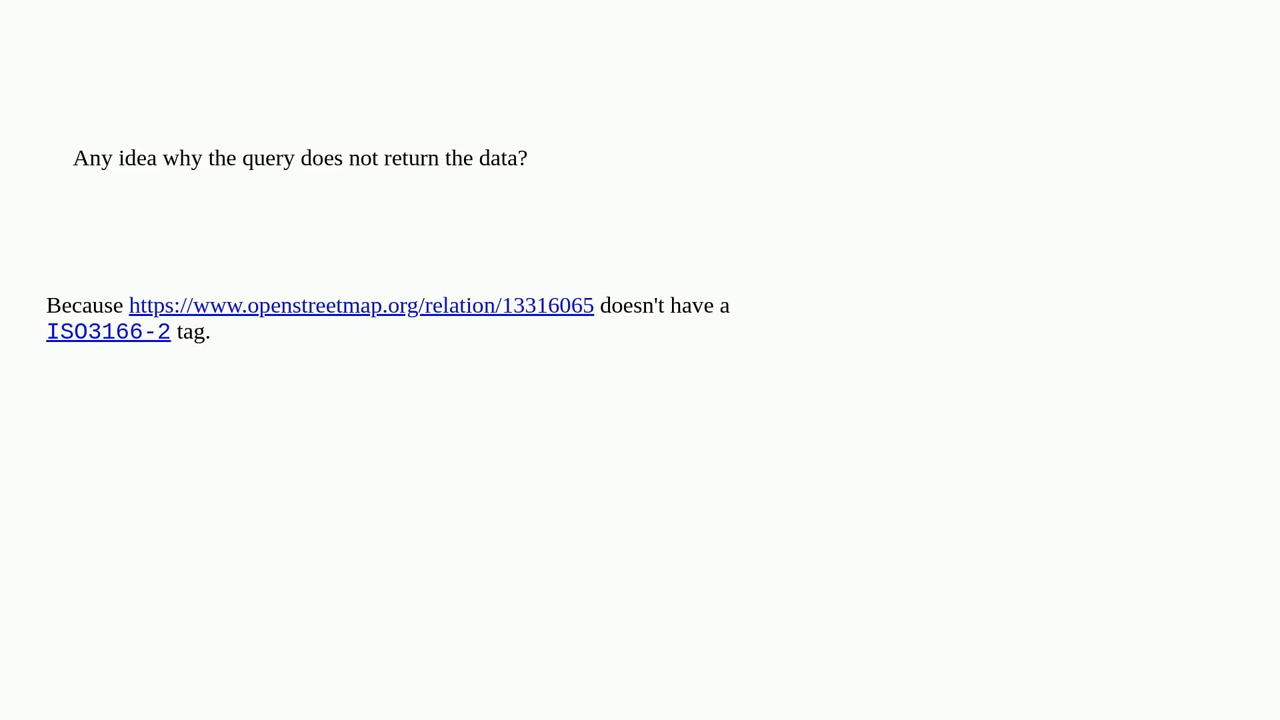 Any idea why the query does not return the data?
Because https://www.openstreetmap.org/relation/13316065 doesn't have a
ISO3166-2 tag.